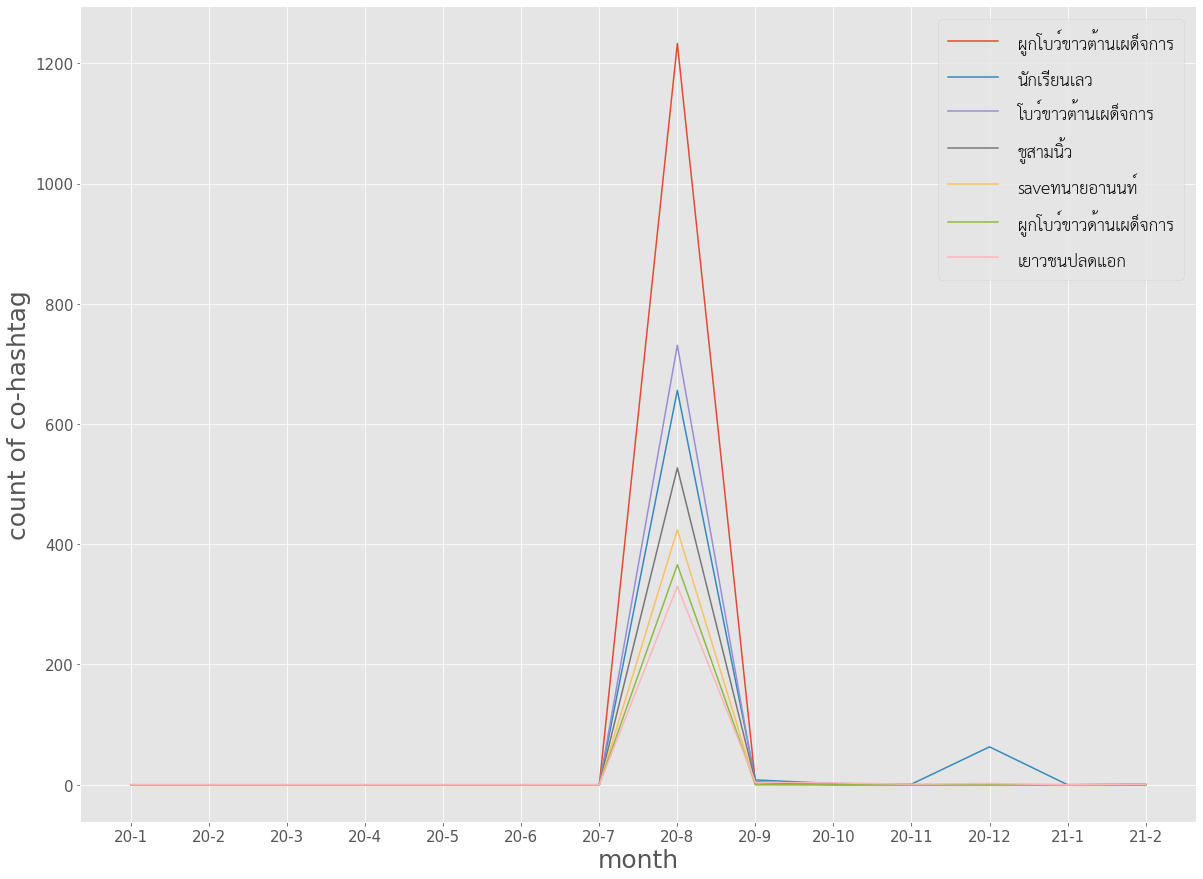 ผูกโบว์ขาวต้านเผด็จการ
นักเรียนเลว
โบว์ขาวต้านเผด็จการ
ชูสามนิ้ว
saveทนายอานนท์
ผูกโบว์ขาวด้านเผด็จการ
เยาวชนปลดแอก
1200
1000
800
600
400
200
0
count of co-hashtag
20-1 20-2 20-3 20-4 20-5 20-6 20-7 20-8 20-9 20-10 20-11 20-12 21-1 21-2
month